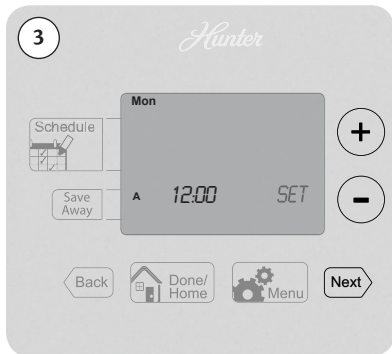 3
Hunter
Mon
Schedule
+
Save
Away
A 12:00 SET
-
Back
Done/
Home
Menu
Next